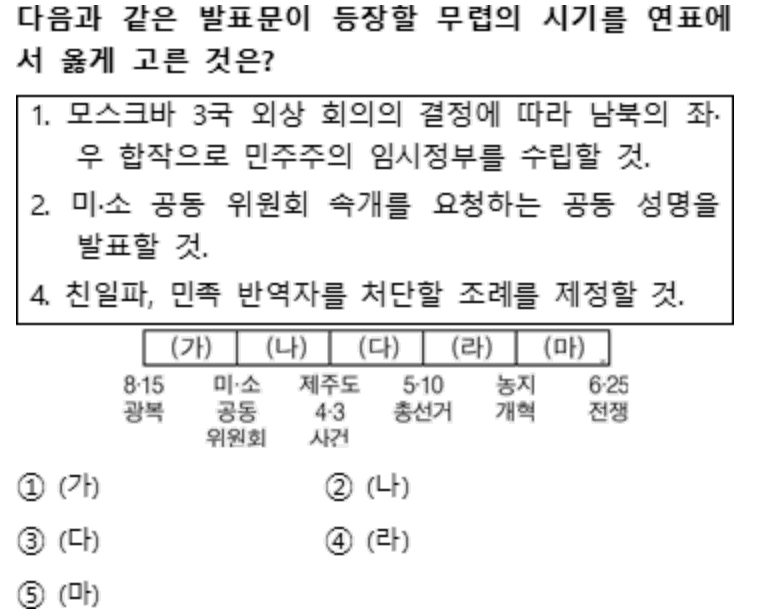 다음과 같은 발표문이 등장할 무렵의 시기를 연표에
서 옳게 고른 것은?
1. 모스크바 3국 외상 회의의 결정에 따라 남북의 좌·
우 합작으로 민주주의 임시정부를 수립할 것.
2. 미·소 공동 위원회 속개를 요청하는 공동 성명을
발표할 것.
4. 친일파, 민족 반역자를 처단할 조례를 제정할 것.
(가) (나) (다) (라) (마)
8·15 미·소 제주도 5·10 농지 6·25
광복 공동 4·3 총선거 개혁 전쟁
위원회 사건
① (가) ② (나)
③ (다) ④ (라)
⑤ (마)